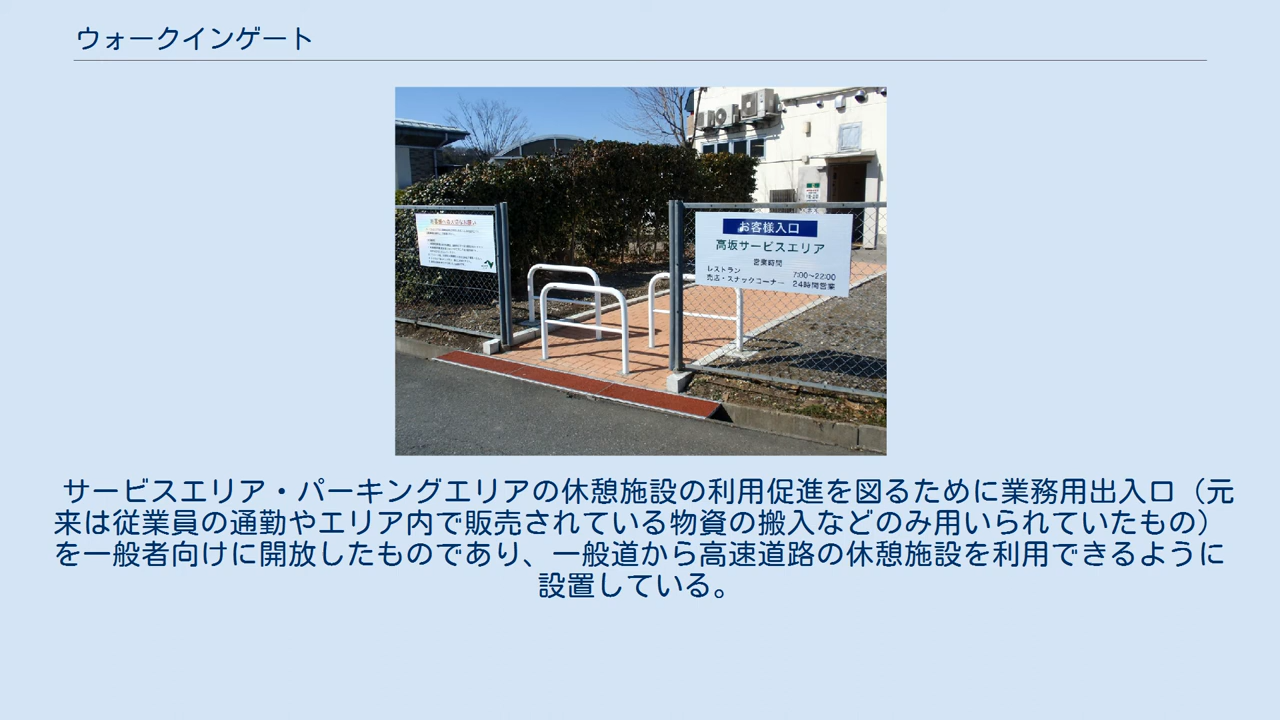 ウォークインゲート
お客様入口
高坂サービスエリア
営業時間
レストラン 7:00～22:00
売店・スナックコーナー 24時間営業
サービスエリア・パーキングエリアの休憩施設の利用促進を図るために業務用出入口（元
来は従業員の通勤やエリア内で販売されている物資の搬入などのみ用いられていたもの）
を一般者向けに開放したものであり、一般道から高速道路の休憩施設を利用できるように
設置している。